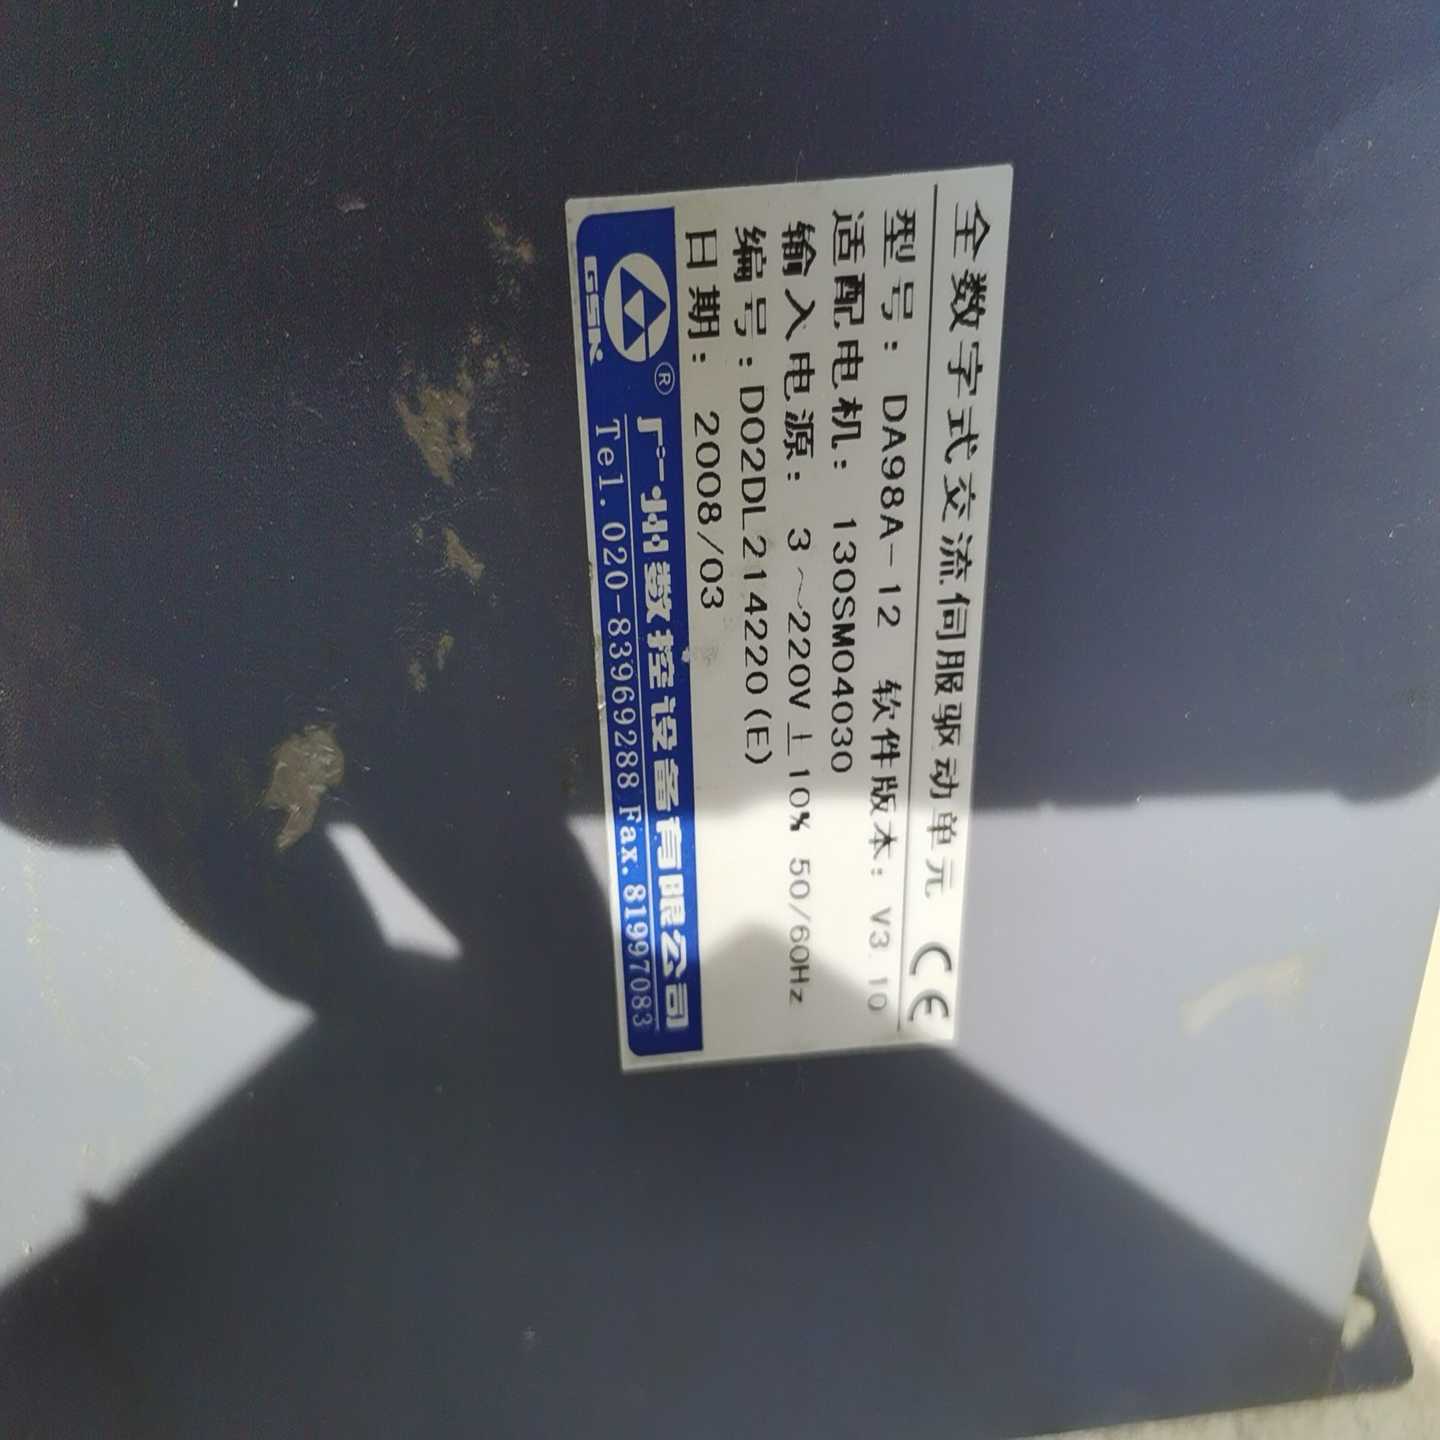 全数字式交流伺服驱动单元 CE
型号: DA98A-12 软件版本: V3.10
适配电机: 130SM04030
输入电源: 3~220V±10% 50/60Hz
编号:D02DL214220(E)
日期: 2008/03
GSK ® 广州数控设备有限公司
Tel.020-83969288 Fax.81997083